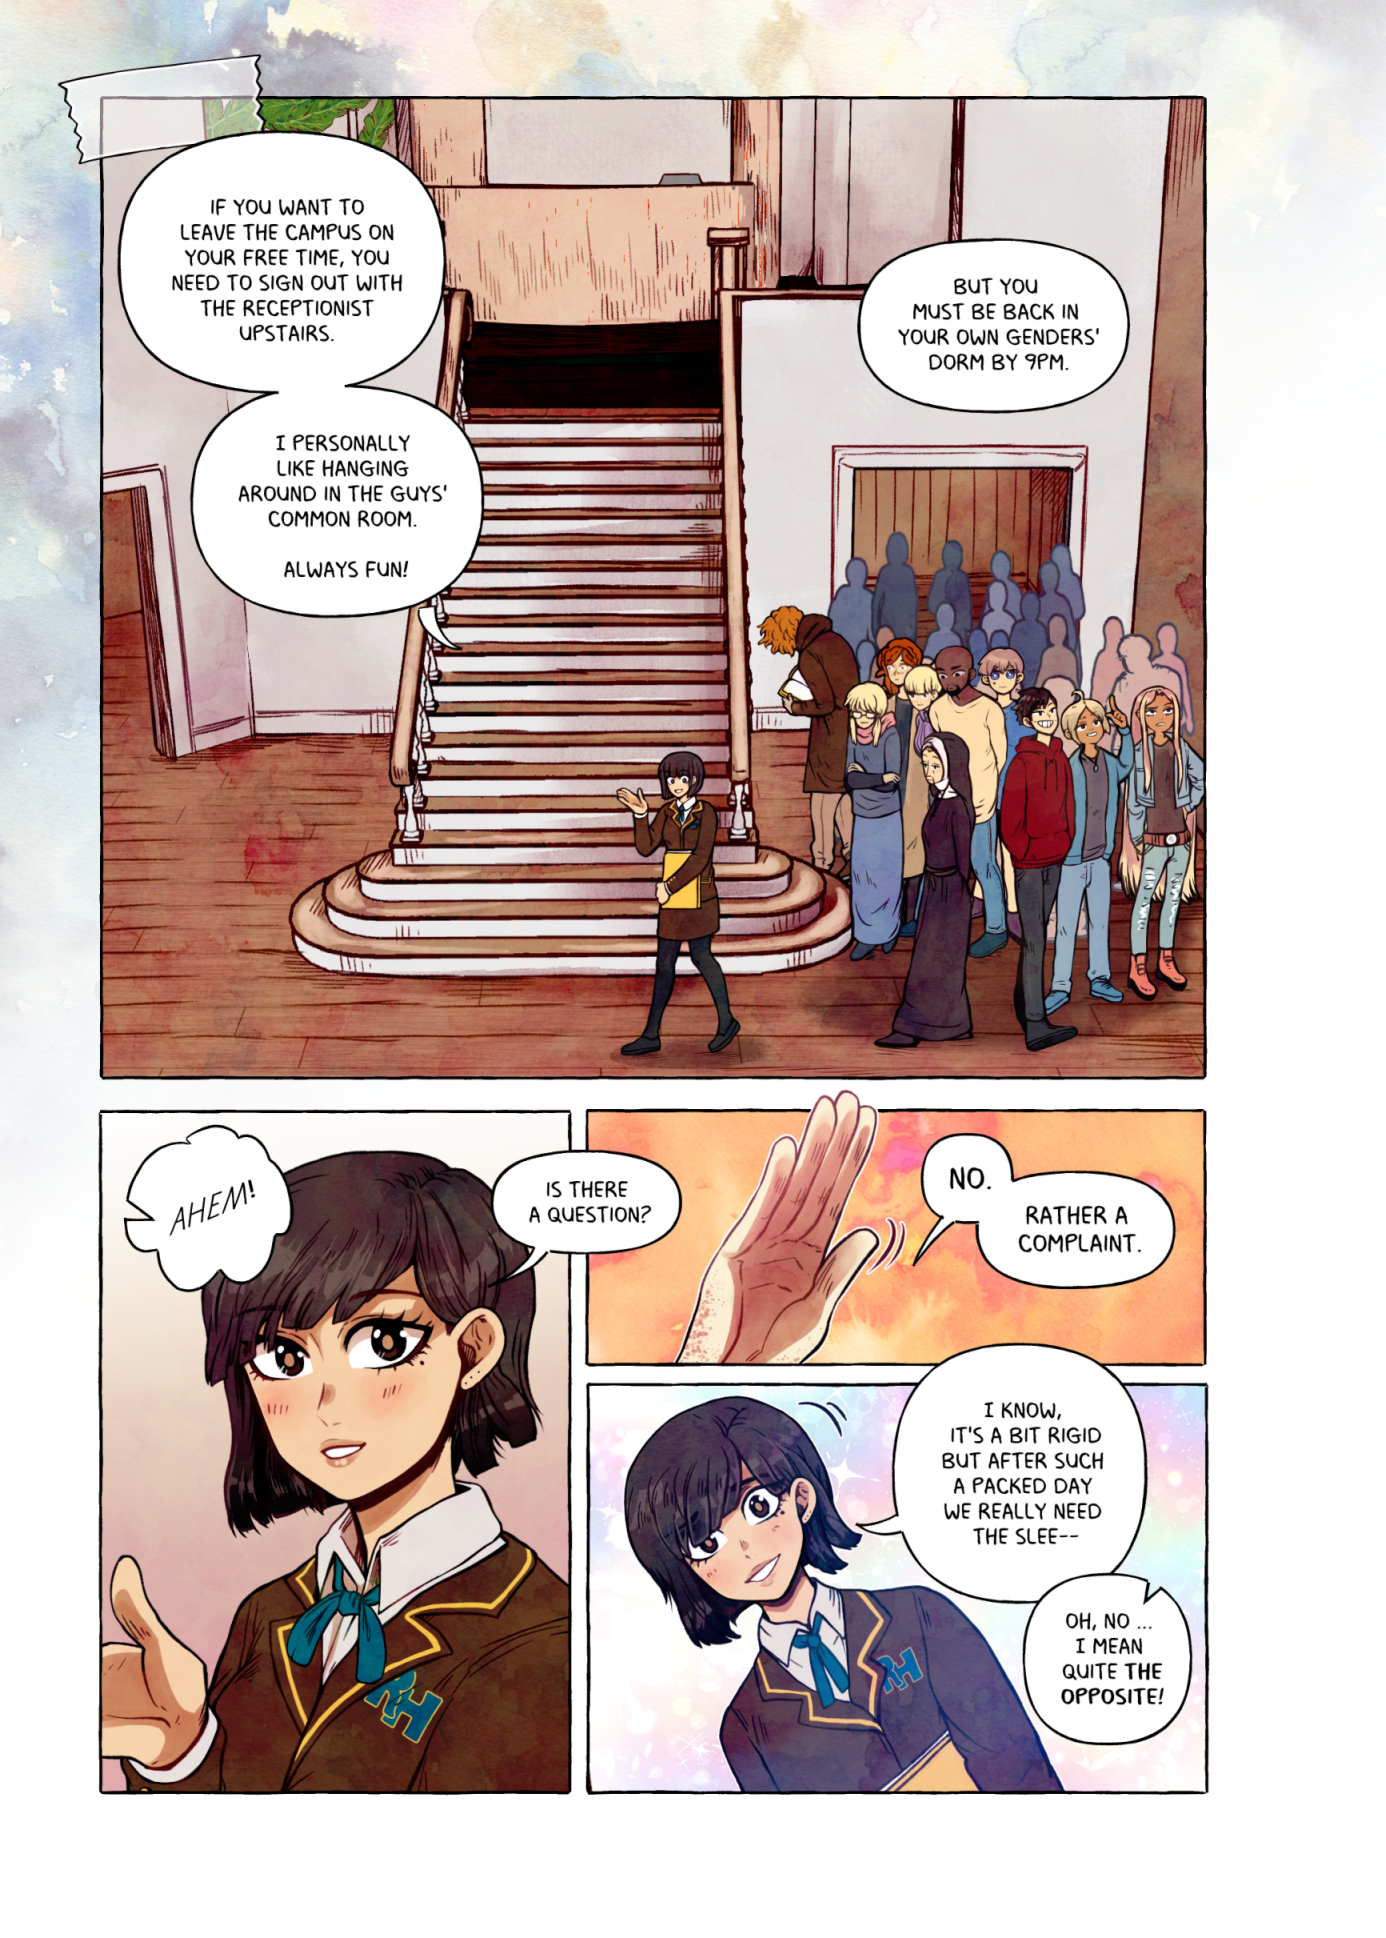 IF YOU WANT TO
LEAVE THE CAMPUS ON
YOUR FREE TIME, YOU
NEED TO SIGN OUT WITH
THE RECEPTIONIST
UPSTAIRS.
I PERSONALLY
LIKE HANGING
AROUND IN THE GUYS'
COMMON ROOM.
ALWAYS FUN!
BUT YOU
MUST BE BACK IN
YOUR OWN GENDERS'
DORM BY 9PM.
AHEM!
IS THERE
A QUESTION?
RH
NO.
RATHER A
COMPLAINT.
I KNOW,
IT'S A BIT RIGID
BUT AFTER SUCH
A PACKED DAY
WE REALLY NEED
THE SLEE--
OH, NO ...
I MEAN
QUITE THE
OPPOSITE!
RH